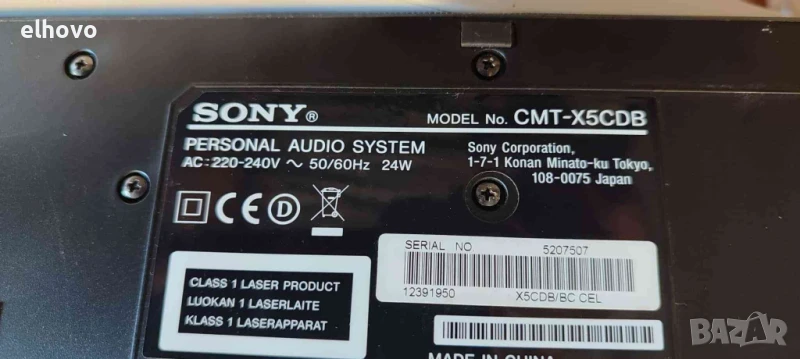 elhovo
SONY®
MODEL No. CMT-X5CDB
PERSONAL AUDIO SYSTEM
AC: 220-240V ~ 50/60Hz 24W
Sony Corporation,
1-7-1 Konan Minato-ku Tokyo,
108-0075 Japan
CE D
SERIAL NO. 5207507
12391950 X5CDB/BC CEL
CLASS 1 LASER PRODUCT
LUOKAN 1 LASERLAITE
KLASS 1 LASERAPPARAT
MADE IN CHINA
BAZAR